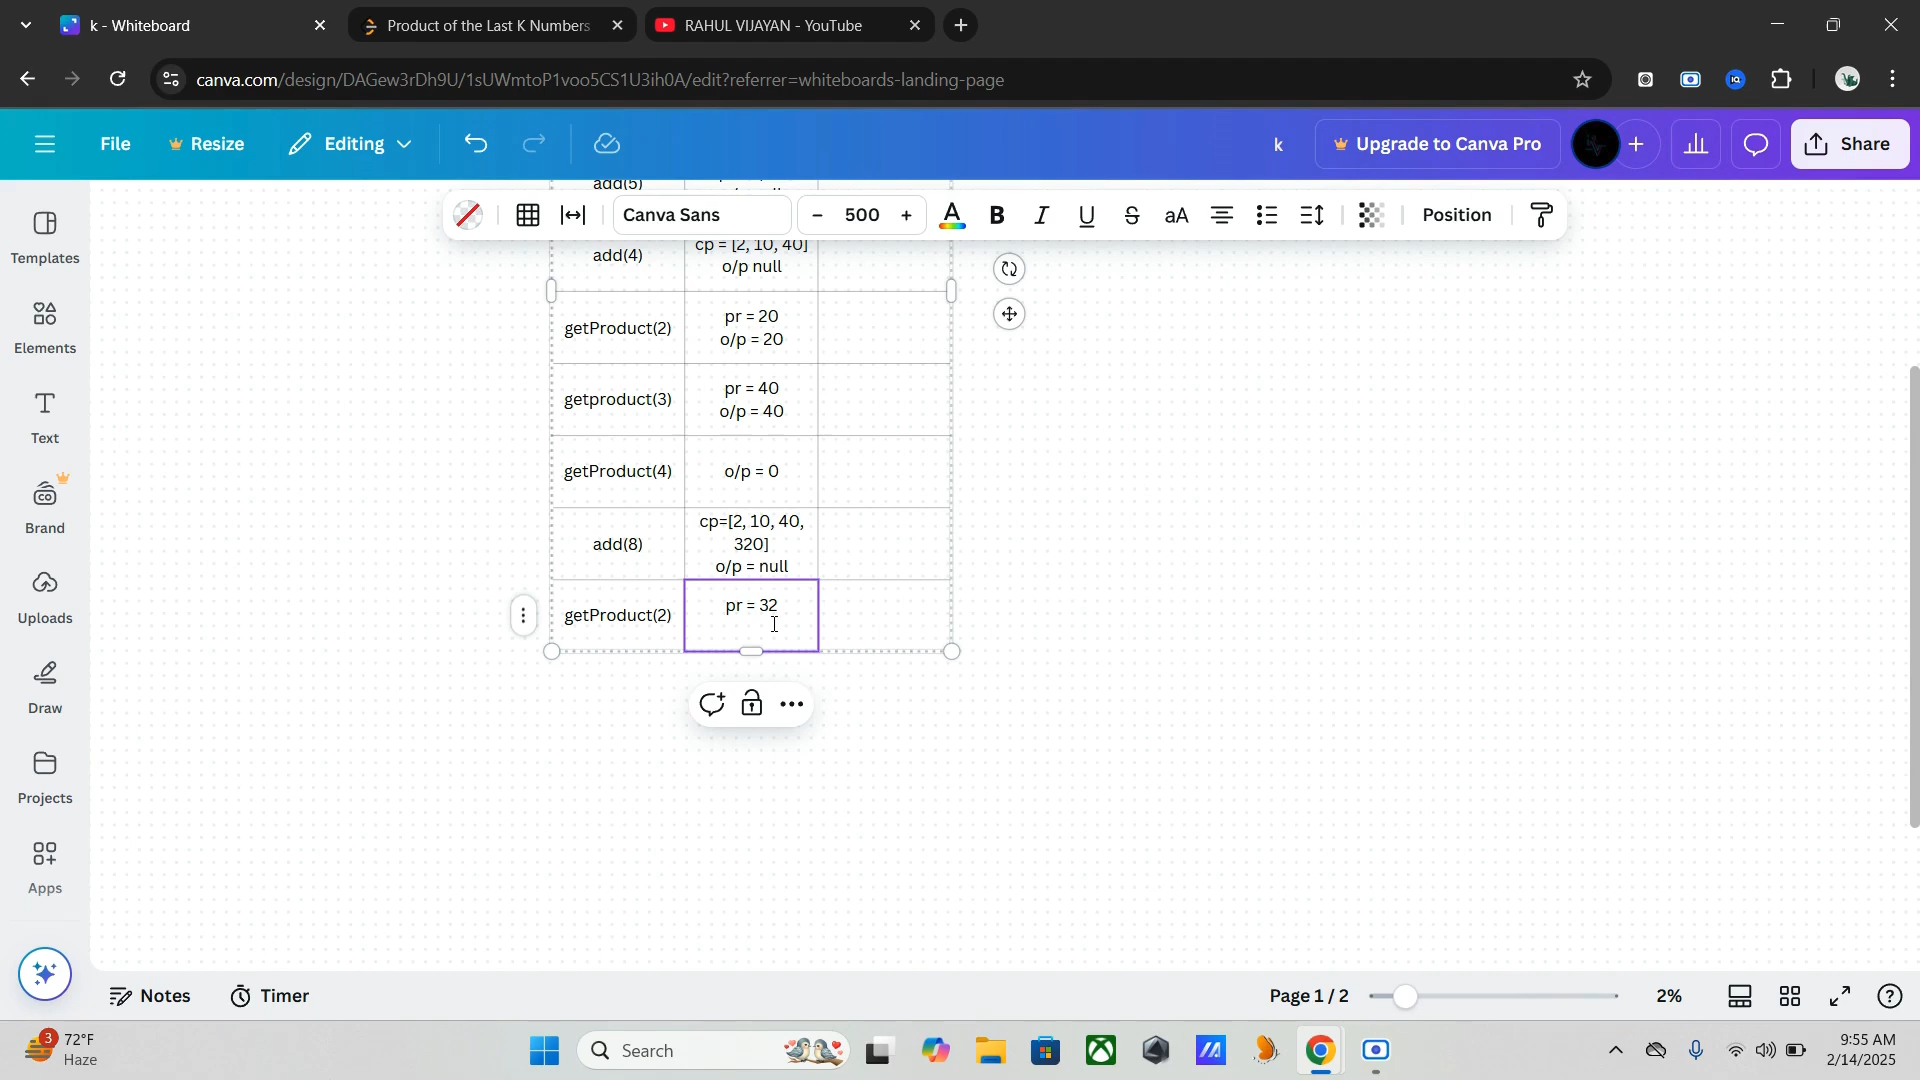 k - Whiteboard
Product of the Last K Numbers
RAHUL VIJAYAN - YouTube
canva.com/design/DAGew3rDh9U/1sUWmtoP1voo5CS1U3ih0A/edit?referrer=whiteboards-landing-page
File
Resize
Editing
k
Upgrade to Canva Pro
Share
Canva Sans
500
aA
Position
Templates
Elements
Text
Brand
Uploads
Draw
Projects
Apps
add(5)
add(4)
cp = [2, 10, 40]
o/p null
getProduct(2)
pr = 20
o/p = 20
getproduct(3)
pr = 40
o/p = 40
getProduct(4)
o/p = 0
add(8)
cp=[2, 10, 40,
320]
o/p = null
getProduct(2)
pr = 32
Notes
Timer
Page 1 / 2
2%
3
72°F
Haze
Search
9:55 AM
2/14/2025